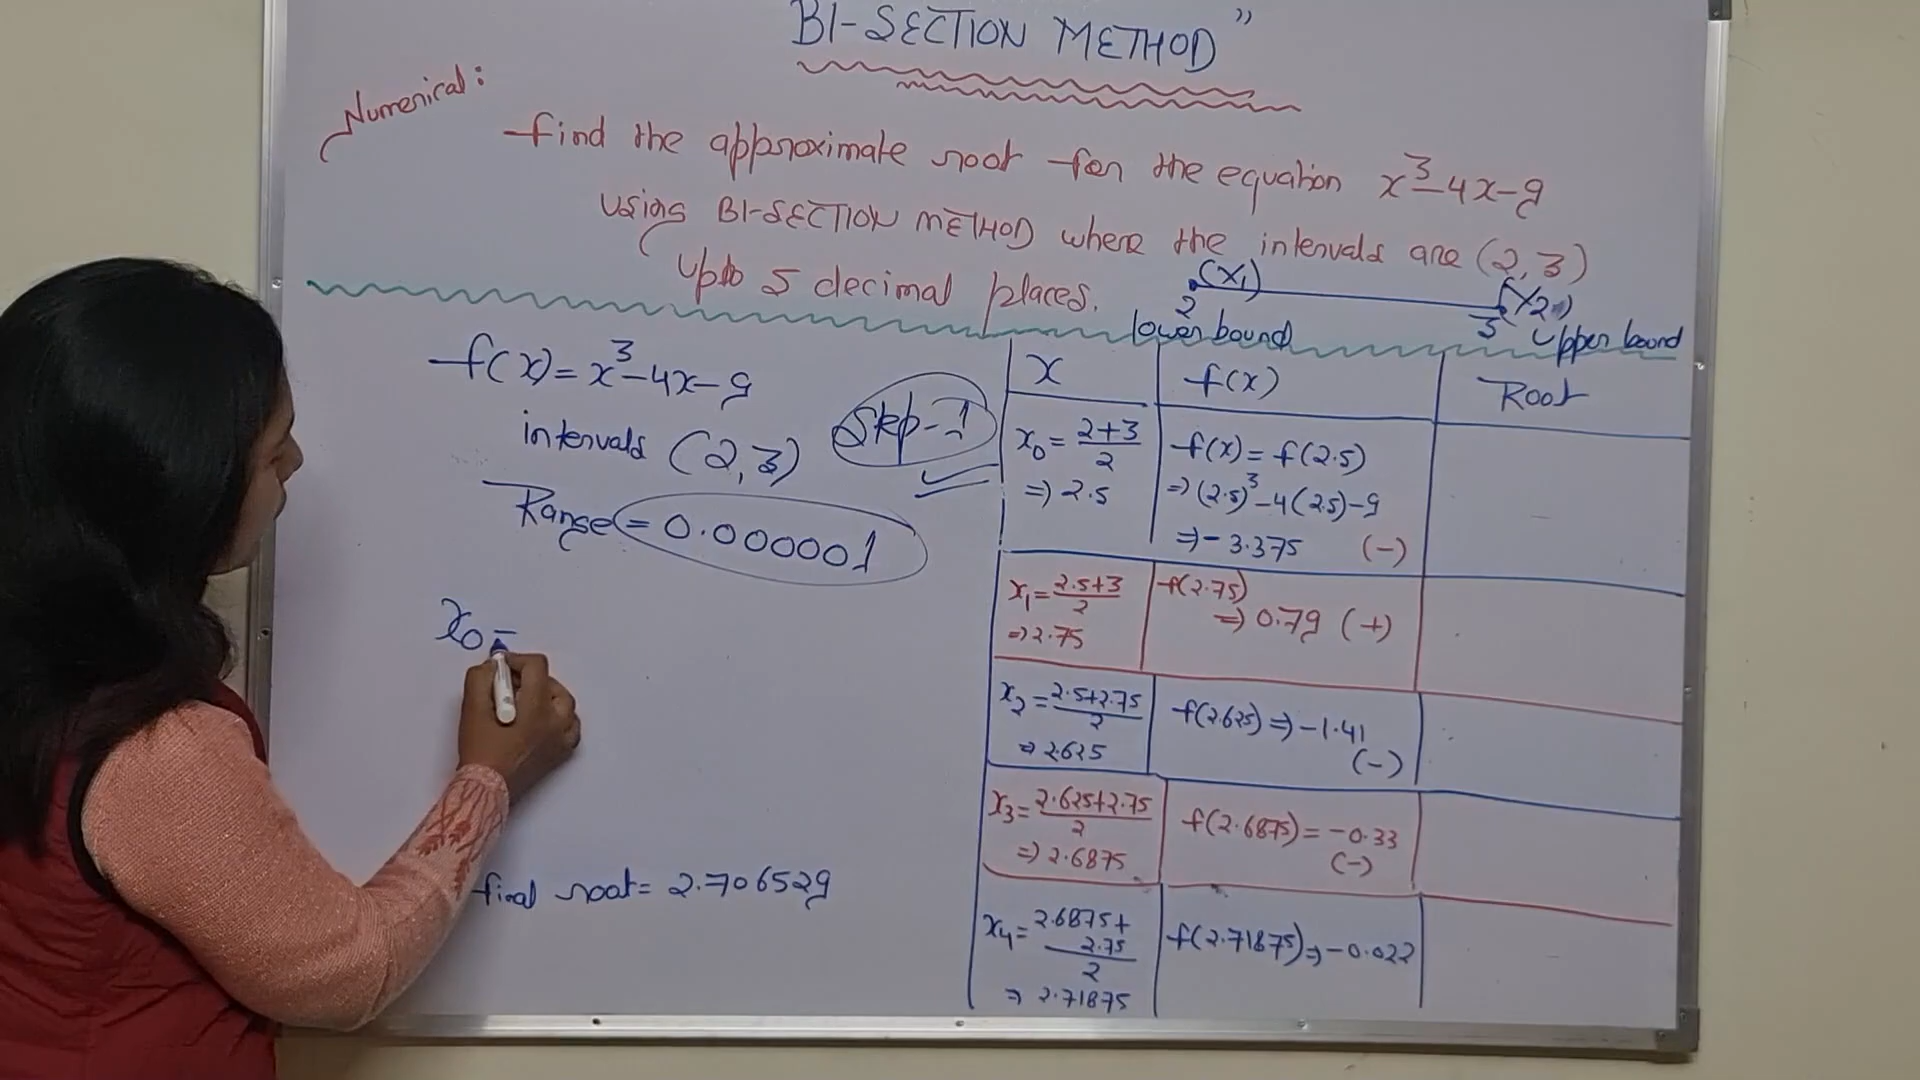 BI-SECTION METHOD”
Numerical:
find the approximate root for the equation x³-4x-9
using BI-SECTION METHOD where the intervals are (2,3)
upto 5 decimal places.
(x1) (x2)
2 3
lower bound Upper bound
f(x)=x³-4x-9
intervals (2,3)
Step-1
Range=0.000001
x0=
final root=2.706529
x f(x) Root
x0=2+3/2
=>2.5
f(x)=f(2.5)
=>(2.5)³-4(2.5)-9
=>-3.375 (-)
x1=2.5+3/2
=>2.75
f(2.75)
=>0.79 (+)
x2=2.5+2.75/2
=>2.625
f(2.625)=>-1.41
(-)
x3=2.625+2.75/2
=>2.6875
f(2.6875)=-0.33
(-)
x4=2.6875+
2.75/2
=>2.71875
f(2.71875)=>-0.022